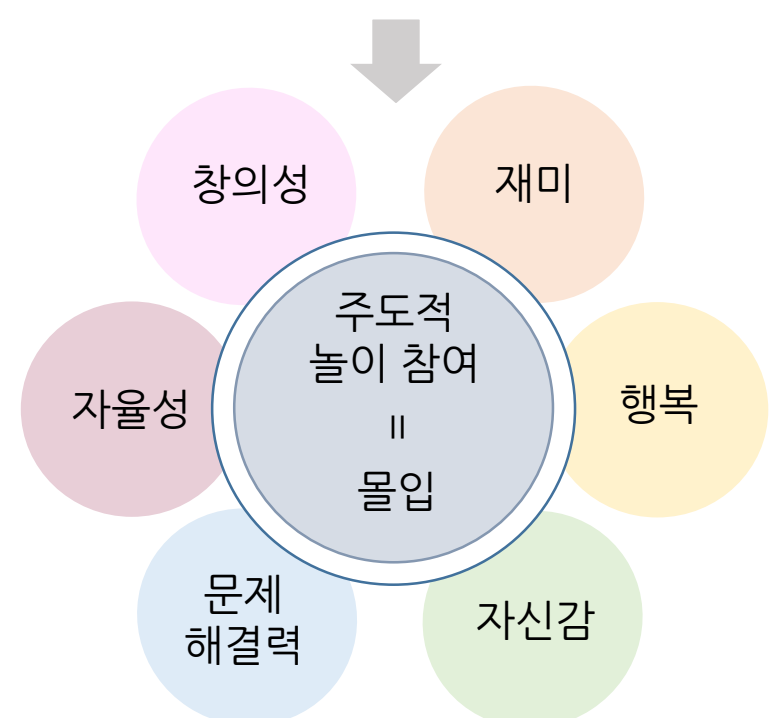 창의성
재미
주도적
놀이 참여
=
몰입
자율성
행복
문제
해결력
자신감